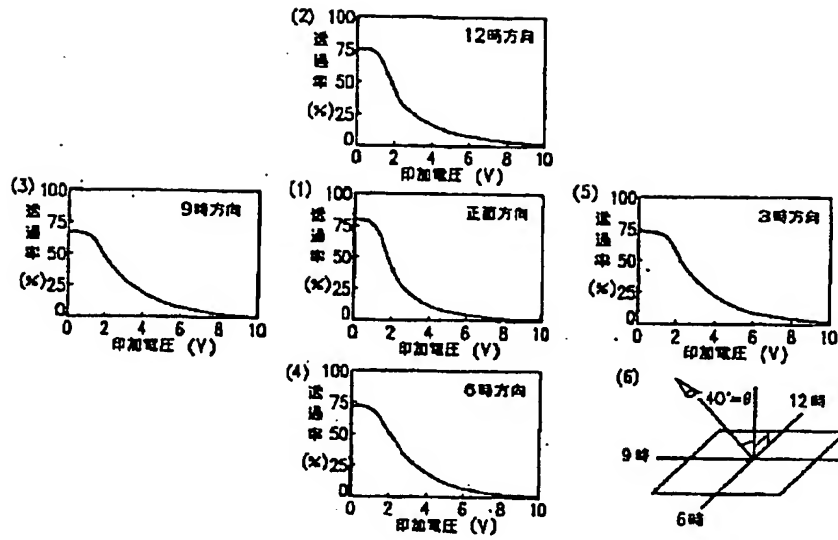 (2)
透過率(%)
100
75
50
25
0
12時方向
0 2 4 6 8 10
印加電圧 (V)
(3)
透過率(%)
100
75
50
25
0
9時方向
0 2 4 6 8 10
印加電圧 (V)
(1)
透過率(%)
100
75
50
25
0
正面方向
0 2 4 6 8 10
印加電圧 (V)
(5)
透過率(%)
100
75
50
25
0
3時方向
0 2 4 6 8 10
印加電圧 (V)
(4)
透過率(%)
100
75
50
25
0
6時方向
0 2 4 6 8 10
印加電圧 (V)
(6)
40°=θ
12時
9時
6時